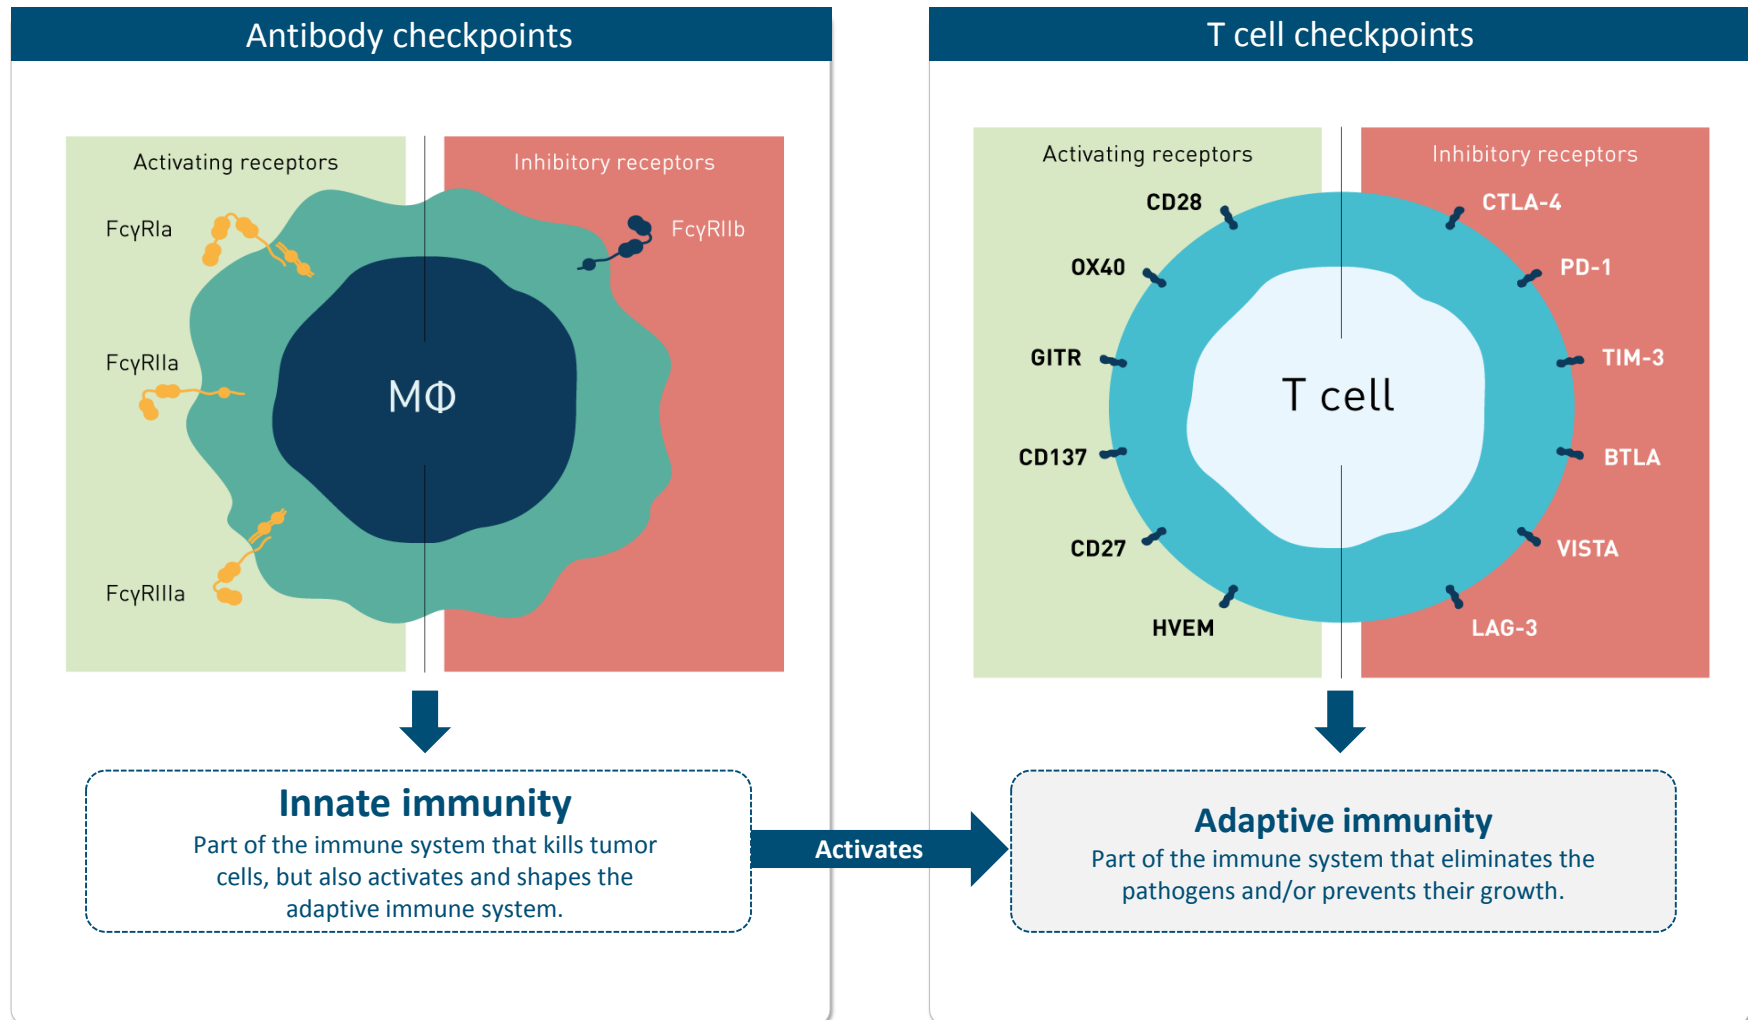 Antibody checkpoints
Activating receptors
Inhibitory receptors
FcγRIa
FcγRIIb
FcγRIIa
MΦ
FcγRIIIa
Innate immunity
Part of the immune system that kills tumor
cells, but also activates and shapes the
adaptive immune system.
Activates
T cell checkpoints
Activating receptors
Inhibitory receptors
CD28
CTLA-4
OX40
PD-1
GITR
TIM-3
T cell
CD137
BTLA
CD27
VISTA
HVEM
LAG-3
Adaptive immunity
Part of the immune system that eliminates the
pathogens and/or prevents their growth.